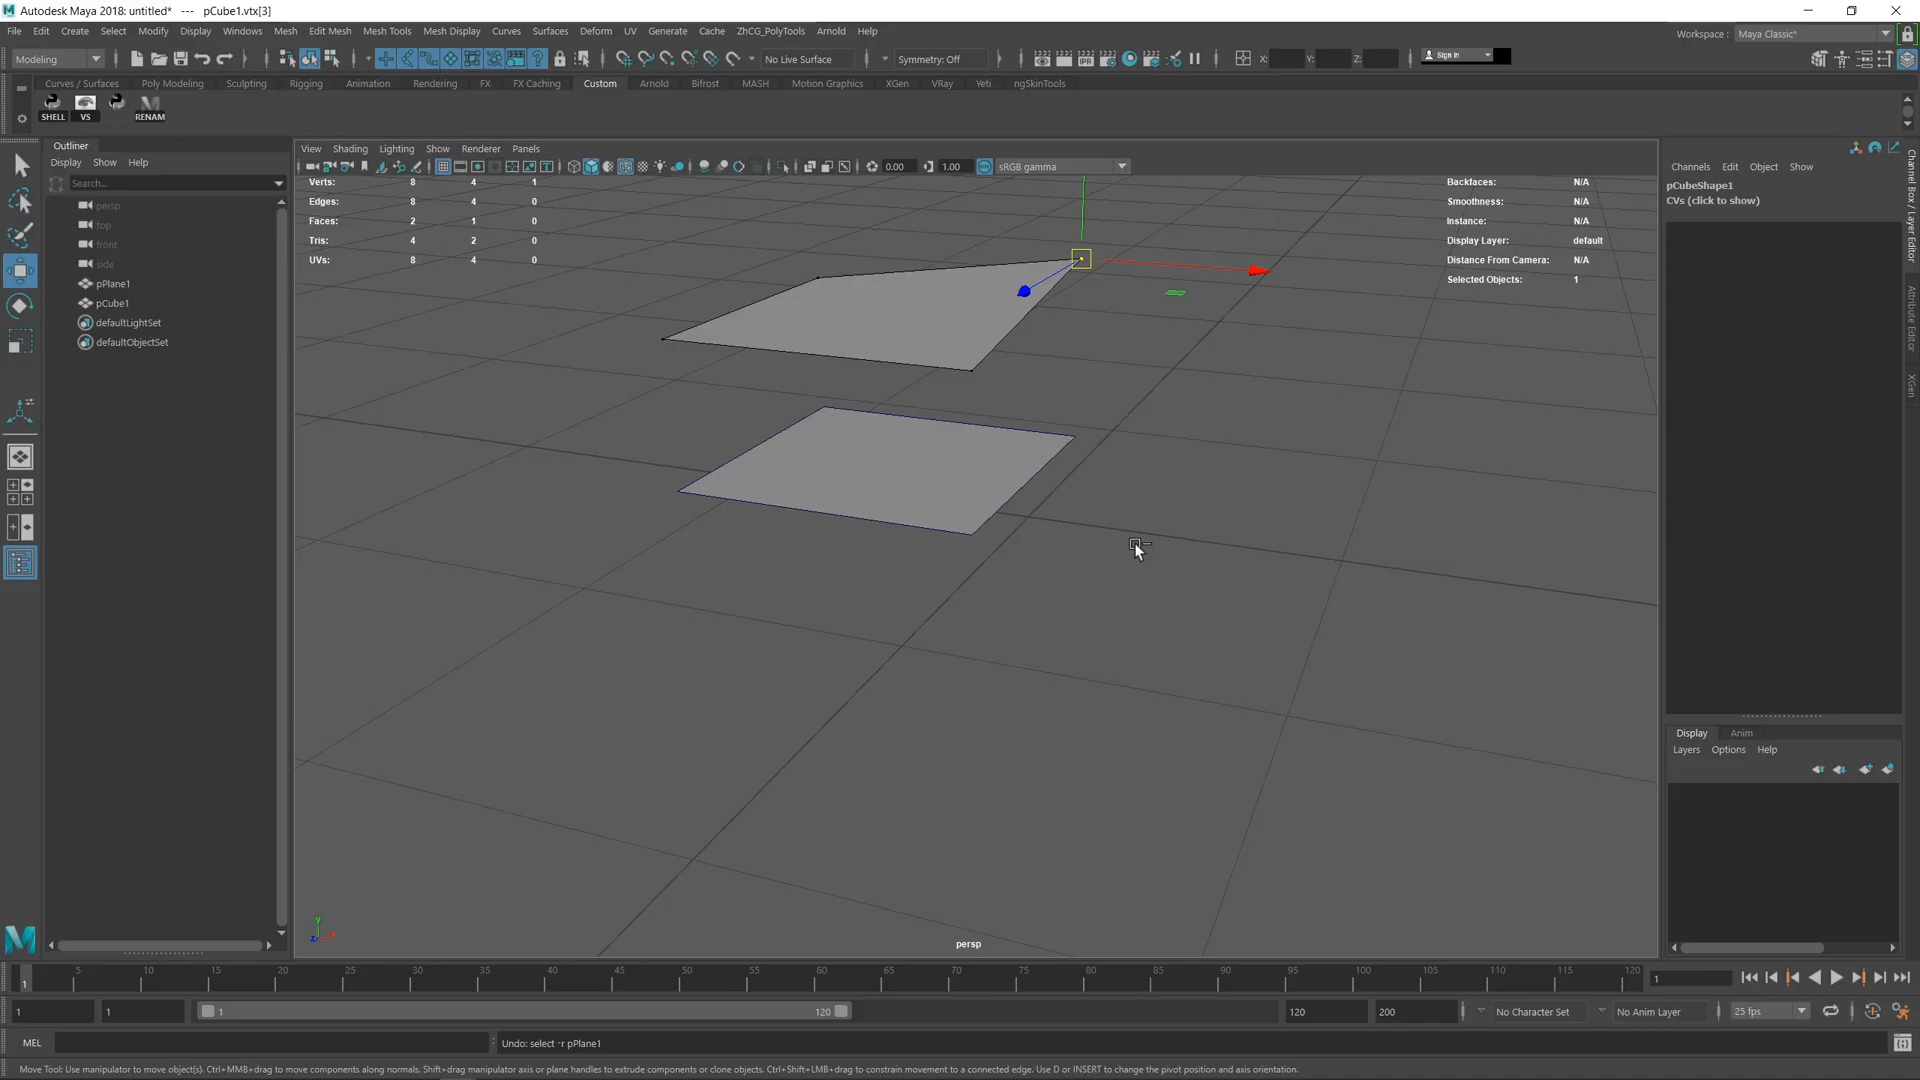 Autodesk Maya 2018: untitled* --- pCube1.vtx[3]
File Edit Create Select Modify Display Windows Mesh Edit Mesh Mesh Tools Mesh Display Curves Surfaces Deform UV Generate Cache ZhCG_PolyTools Arnold Help
Workspace : Maya Classic*
Modeling No Live Surface Symmetry: Off X: Y: Z: Sign In
Curves / Surfaces Poly Modeling Sculpting Rigging Animation Rendering FX FX Caching Custom Arnold Bifrost MASH Motion Graphics XGen VRay Yeti ngSkinTools
SHELL VS RENAM
Outliner
Display Show Help
Search...
persp
top
front
side
pPlane1
pCube1
defaultLightSet
defaultObjectSet
View Shading Lighting Show Renderer Panels
0.00 1.00 sRGB gamma
Verts: 8 4 1
Edges: 8 4 0
Faces: 2 1 0
Tris: 4 2 0
UVs: 8 4 0
Backfaces: N/A
Smoothness: N/A
Instance: N/A
Display Layer: default
Distance From Camera: N/A
Selected Objects: 1
y
z
persp
Channels Edit Object Show
pCubeShape1
CVs (click to show)
Channel Box / Layer Editor
Attribute Editor
XGen
Display Anim
Layers Options Help
1 5 10 15 20 25 30 35 40 45 50 55 60 65 70 75 80 85 90 95 100 105 110 115 120 1
1 1 1 120 120 200 No Character Set No Anim Layer 25 fps
MEL Undo: select -r pPlane1
Move Tool: Use manipulator to move object(s). Ctrl+MMB+drag to move components along normals. Shift+drag manipulator axis or plane handles to extrude components or clone objects. Ctrl+Shift+LMB+drag to constrain movement to a connected edge. Use D or INSERT to change the pivot position and axis orientation.